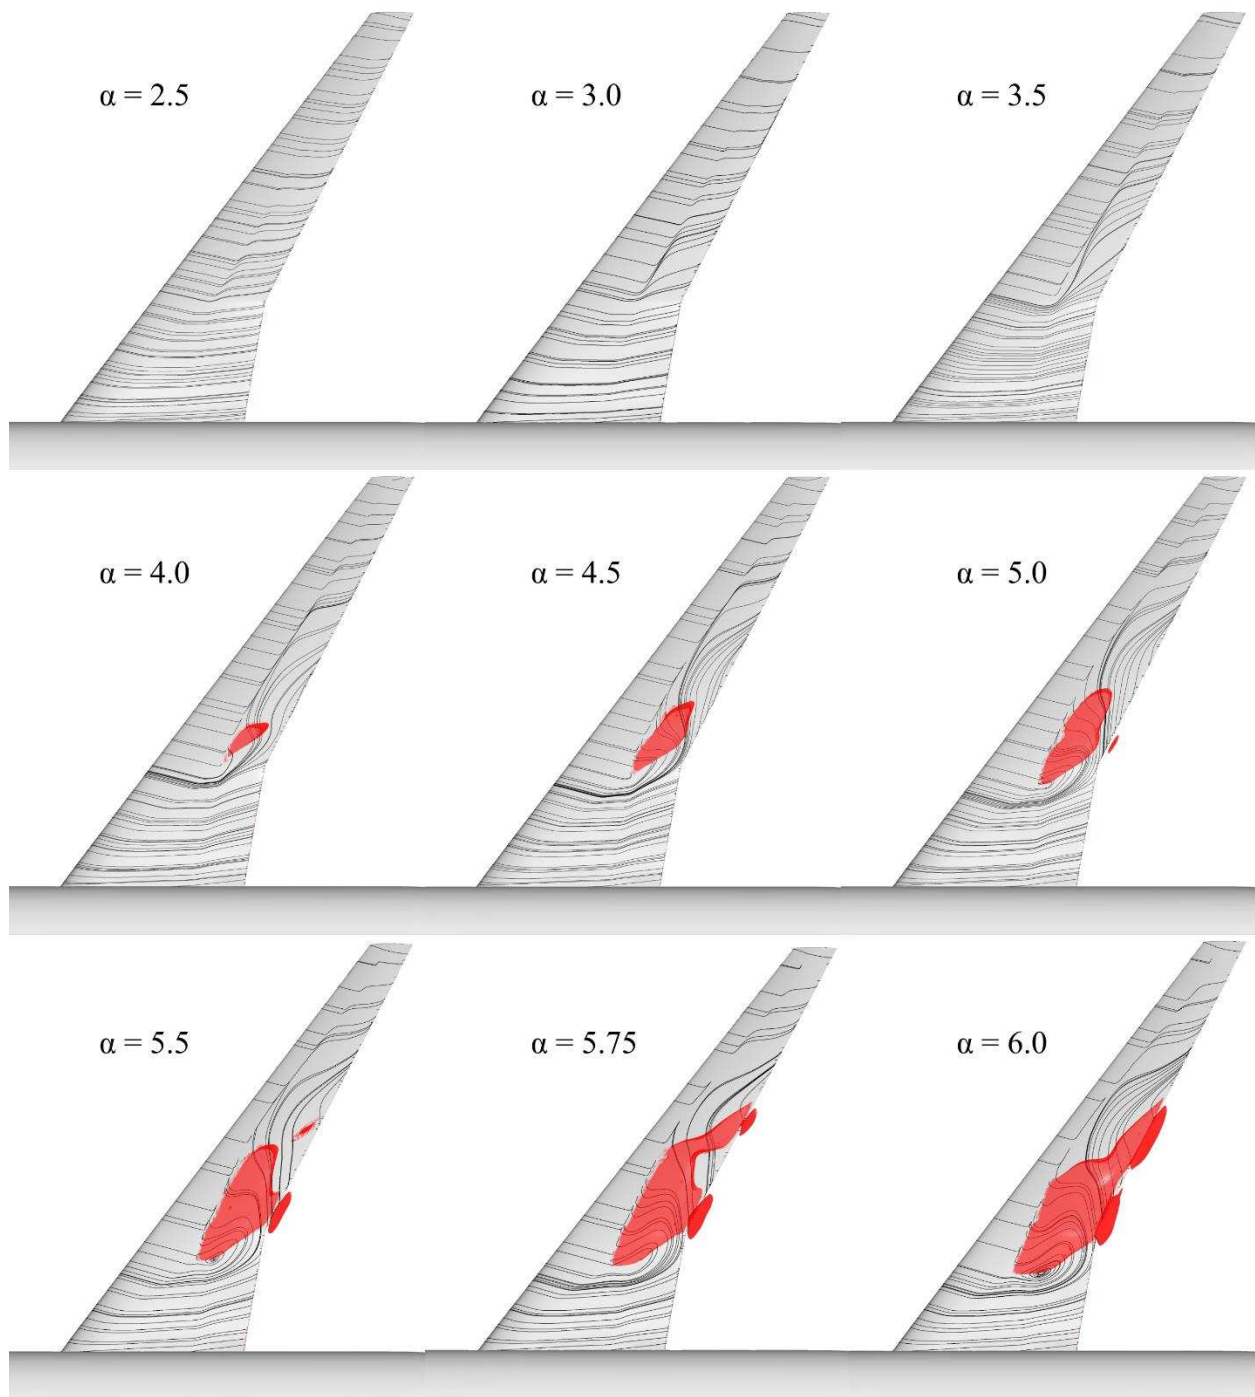 α = 2.5
α = 3.0
α = 3.5
α = 4.0
α = 4.5
α = 5.0
α = 5.5
α = 5.75
α = 6.0